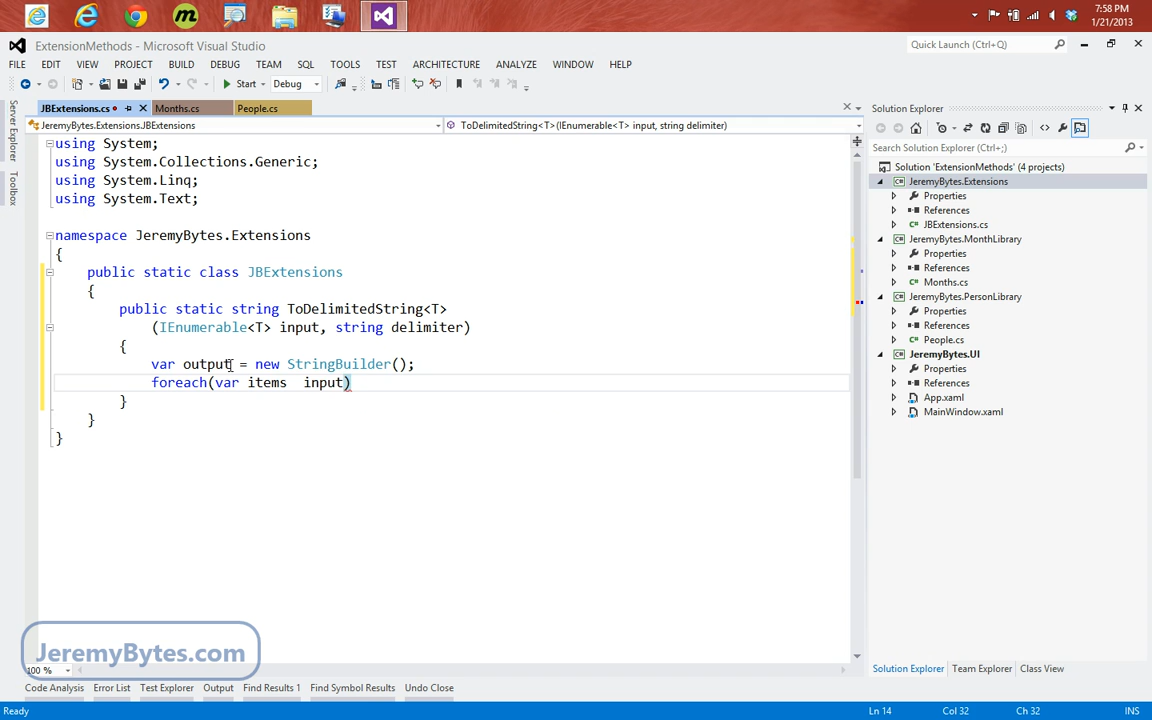 7:58 PM
1/21/2013
ExtensionMethods - Microsoft Visual Studio
Quick Launch (Ctrl+Q)
FILE EDIT VIEW PROJECT BUILD DEBUG TEAM SQL TOOLS TEST ARCHITECTURE ANALYZE WINDOW HELP
Start Debug
Server Explorer
Toolbox
JBExtensions.cs Months.cs People.cs
JeremyBytes.Extensions.JBExtensions ToDelimitedString<T>(IEnumerable<T> input, string delimiter)
using System;
using System.Collections.Generic;
using System.Linq;
using System.Text;
namespace JeremyBytes.Extensions
{
public static class JBExtensions
{
public static string ToDelimitedString<T>
(IEnumerable<T> input, string delimiter)
{
var output = new StringBuilder();
foreach(var items  input)
}
}
}
Solution Explorer
Search Solution Explorer (Ctrl+;)
Solution 'ExtensionMethods' (4 projects)
JeremyBytes.Extensions
Properties
References
JBExtensions.cs
JeremyBytes.MonthLibrary
Properties
References
Months.cs
JeremyBytes.PersonLibrary
Properties
References
People.cs
JeremyBytes.UI
Properties
References
App.xaml
MainWindow.xaml
JeremyBytes.com
100 %
Solution Explorer Team Explorer Class View
Code Analysis Error List Test Explorer Output Find Results 1 Find Symbol Results Undo Close
Ready Ln 14 Col 32 Ch 32 INS